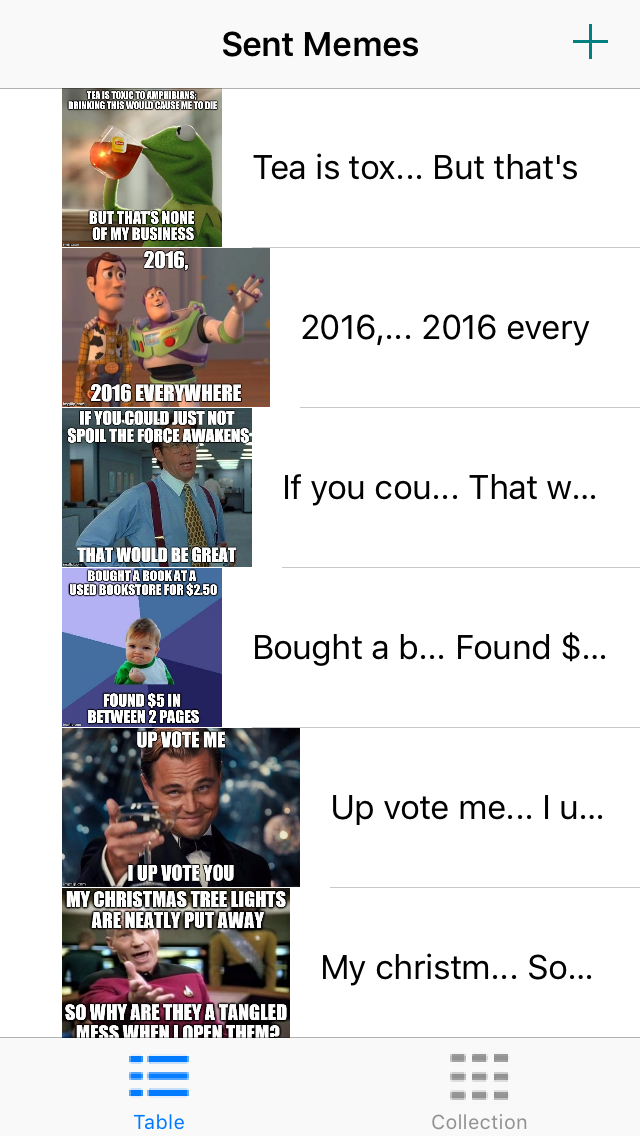 Sent Memes
TEA IS TOXIC TO AMPHIBIANS;
DRINKING THIS WOULD CAUSE ME TO DIE
BUT THAT'S NONE
OF MY BUSINESS
Tea is tox... But that's
2016,
2016 EVERYWHERE
2016,... 2016 every
IF YOU COULD JUST NOT
SPOIL THE FORCE AWAKENS;
THAT WOULD BE GREAT
If you cou... That w...
BOUGHT A BOOK AT A
USED BOOKSTORE FOR $2.50
FOUND $5 IN
BETWEEN 2 PAGES
Bought a b... Found $...
UP VOTE ME
I UP VOTE YOU
Up vote me... I u...
MY CHRISTMAS TREE LIGHTS
ARE NEATLY PUT AWAY
SO WHY ARE THEY A TANGLED
MESS WHEN I OPEN THEM?
My christm... So...
Table
Collection